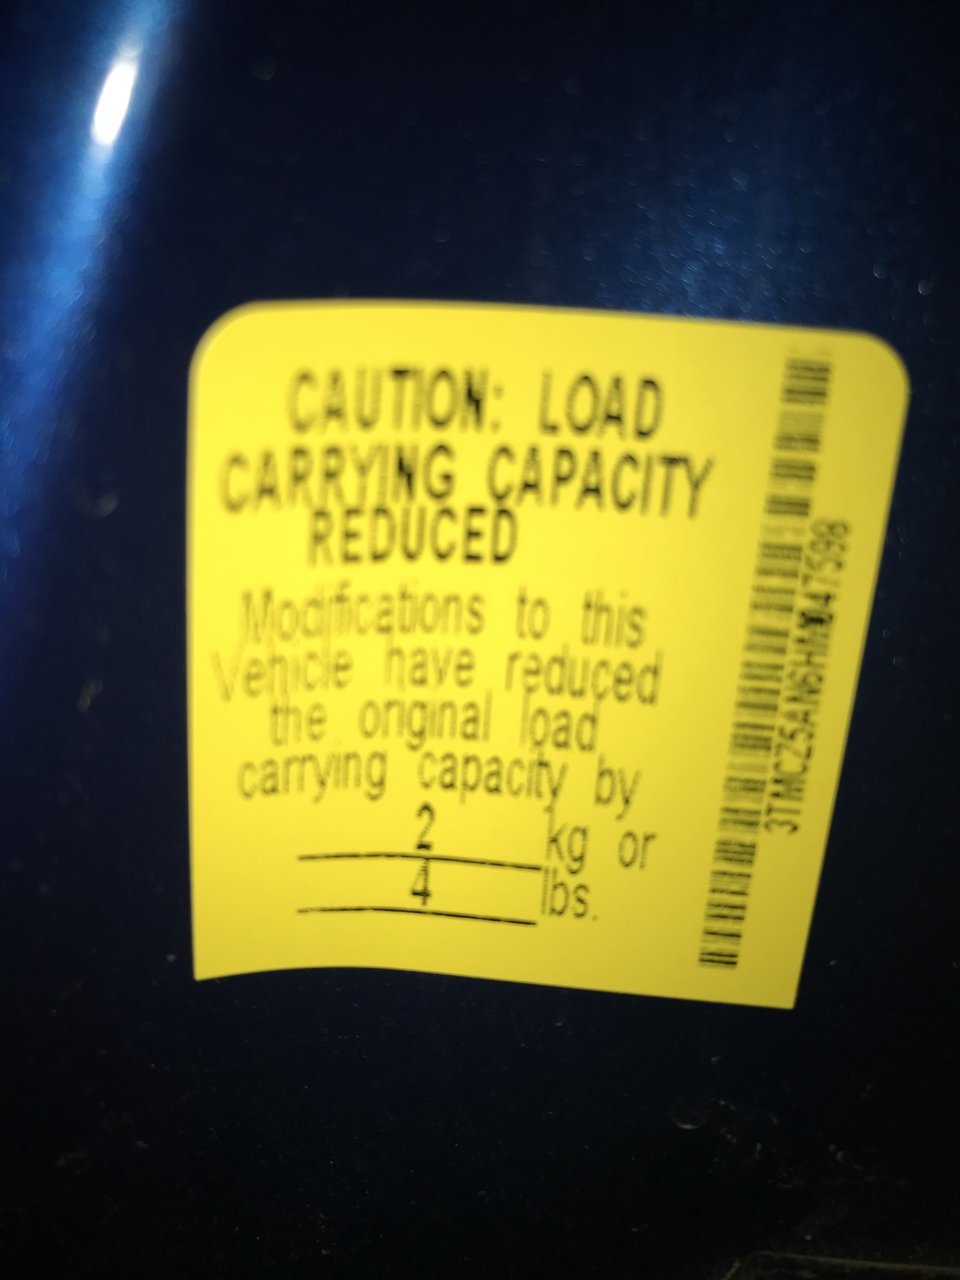 CAUTION: LOAD
CARRYING CAPACITY
REDUCED
Modifications to this
Vehicle have reduced
the original load
carrying capacity by
2 kg or
4 lbs.